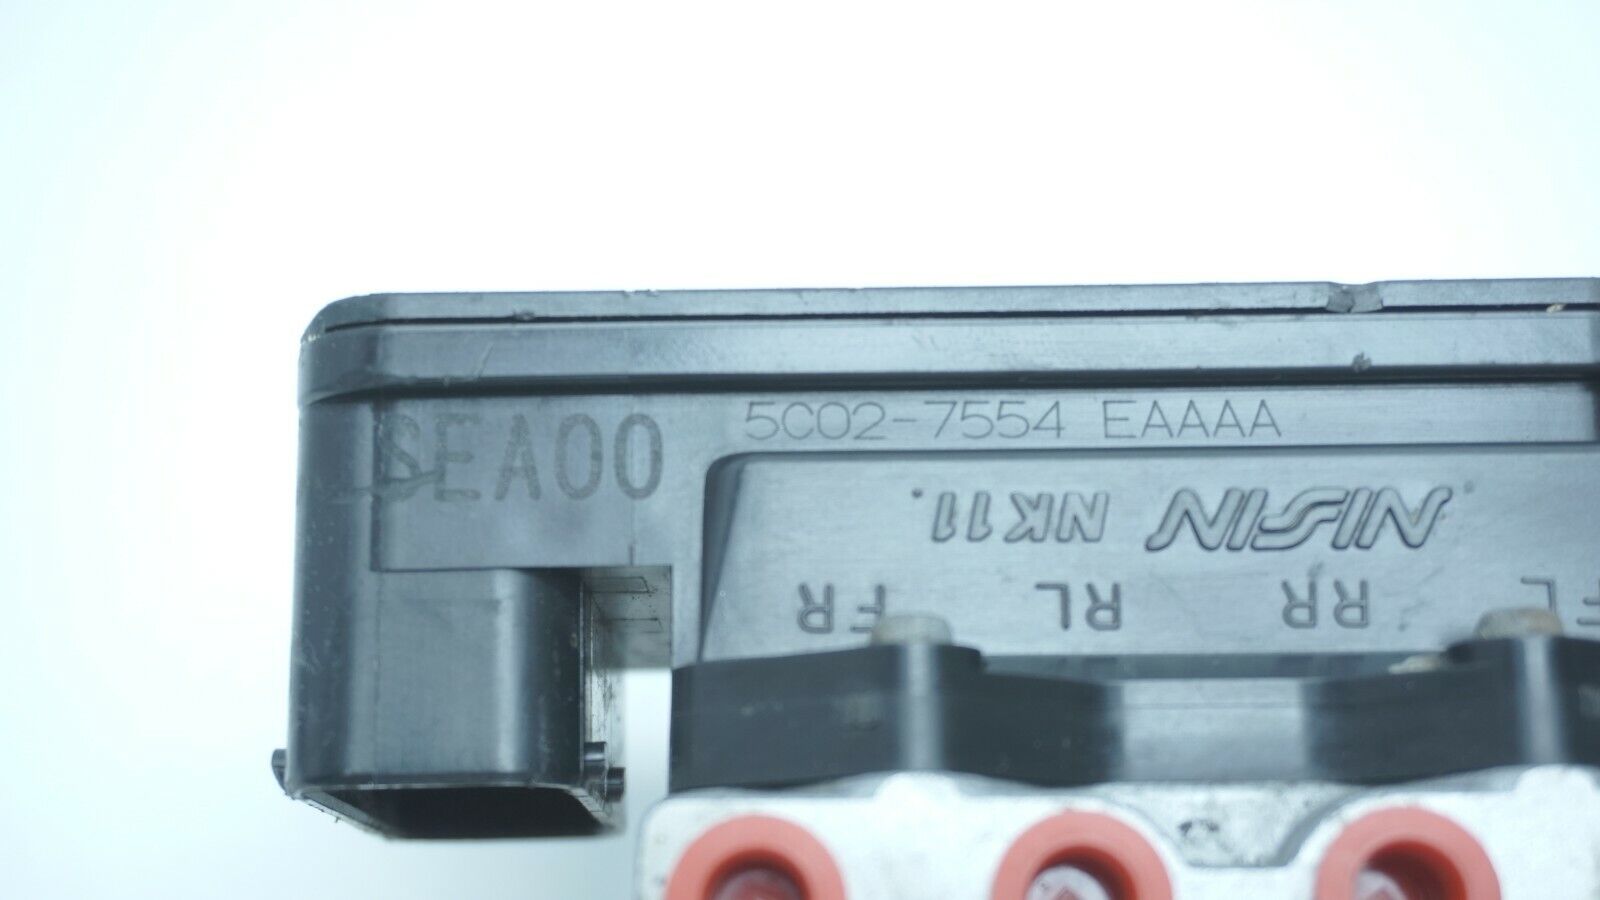 SEA00
5C02-7554 EAAAA
NISIN NK11.
FR RL RR FL